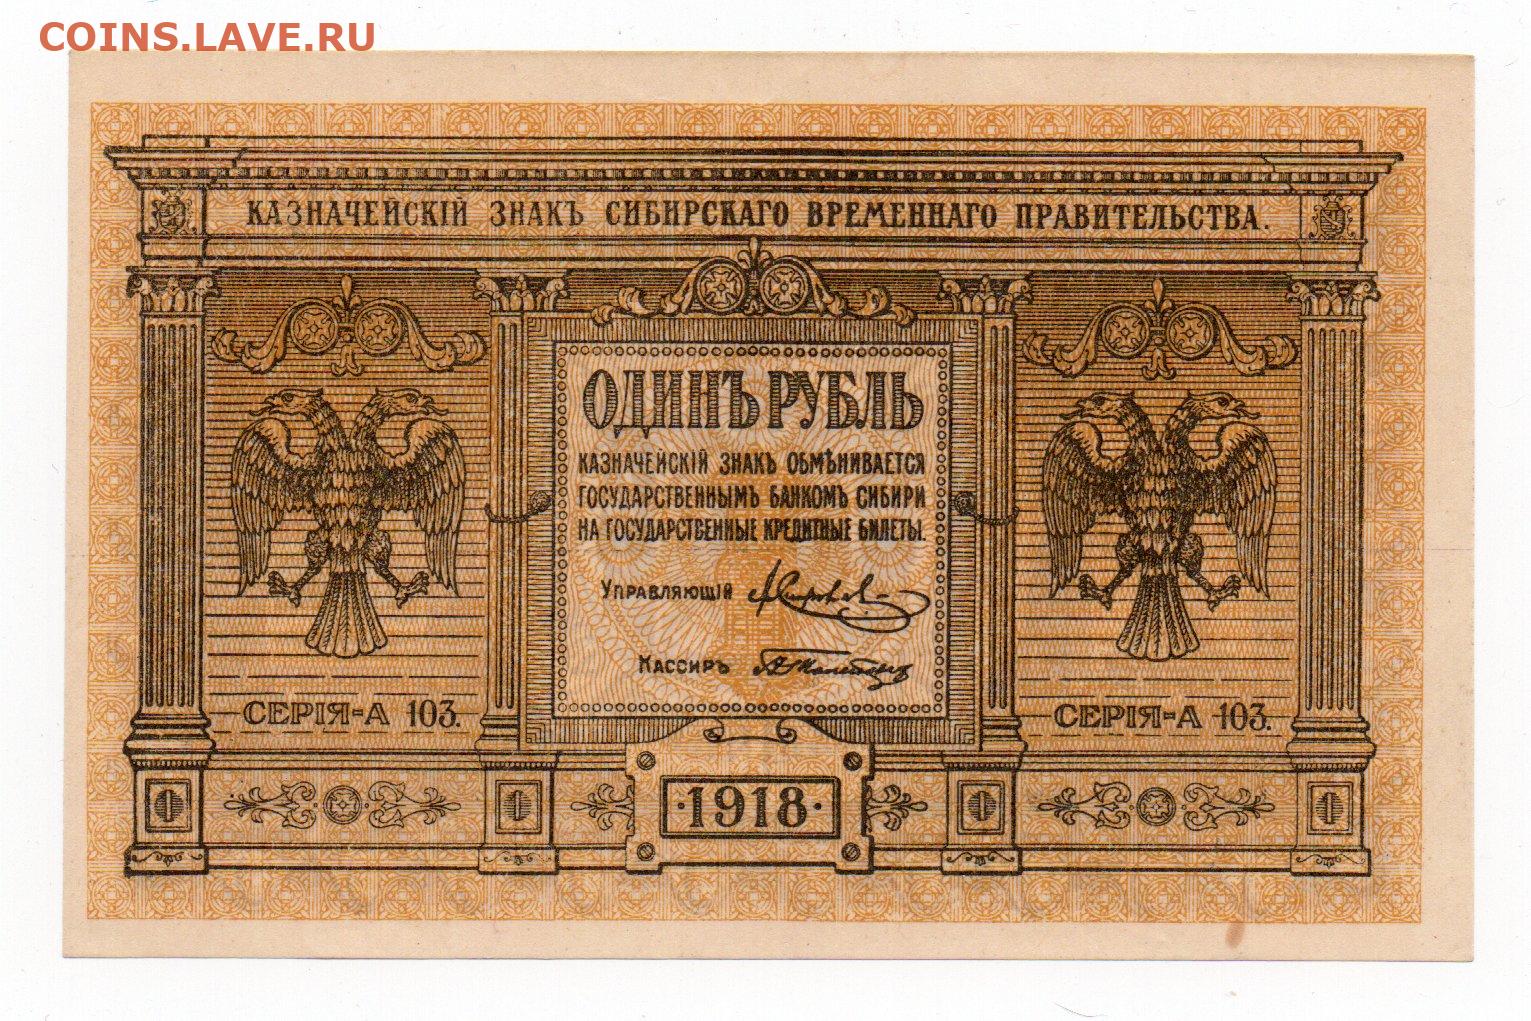 COINS.LAVE.RU
КАЗНАЧЕЙСКІЙ ЗНАКЪ СИБИРСКАГО ВРЕМЕННАГО ПРАВИТЕЛЬСТВА.
ОДИНЪ РУБЛЬ
КАЗНАЧЕЙСКІЙ ЗНАКЪ ОБМѢНИВАЕТСЯ
ГОСУДАРСТВЕННЫМЪ БАНКОМЪ СИБИРИ
НА ГОСУДАРСТВЕННЫЕ КРЕДИТНЫЕ БИЛЕТЫ.
УПРАВЛЯЮЩІЙ
КАССИРЪ
СЕРІЯ-А 103.
СЕРІЯ-А 103.
·1918·
1
1
1
1